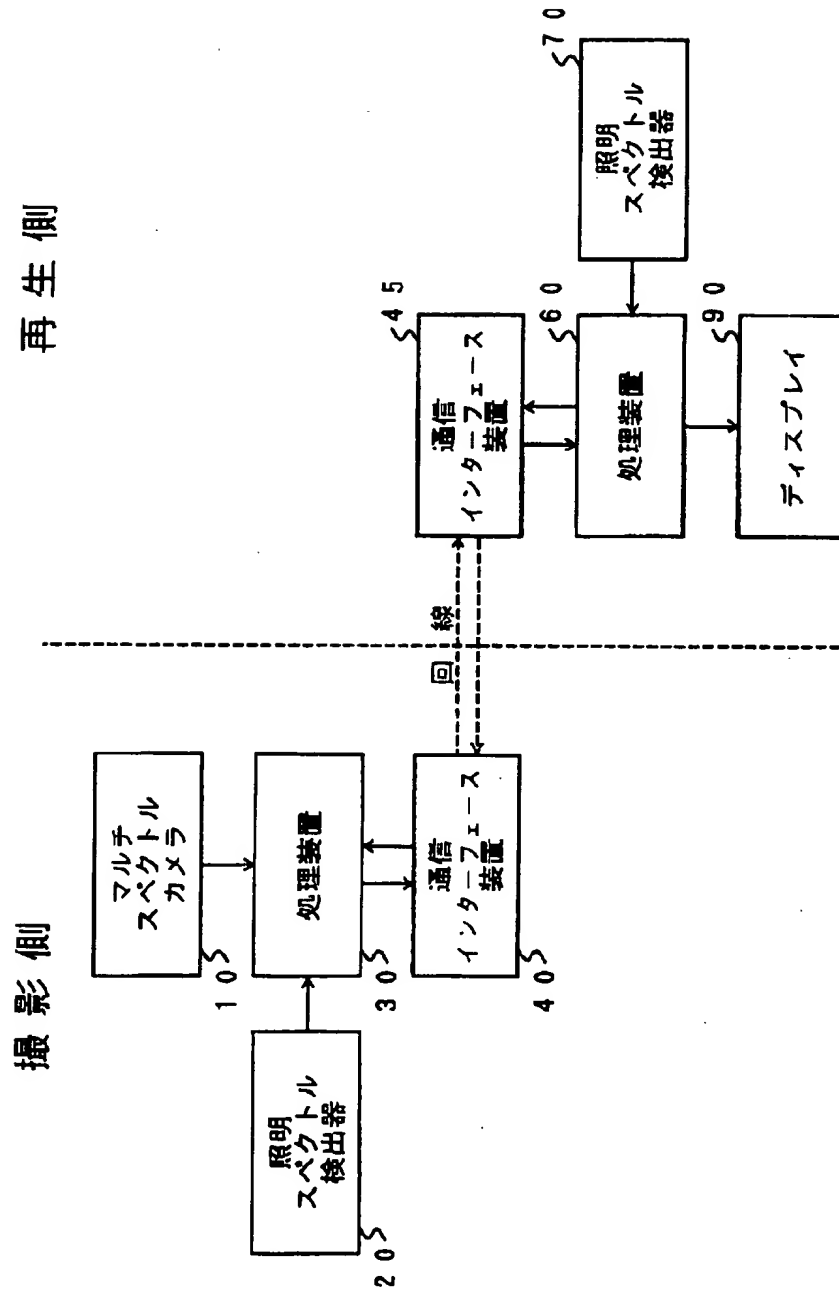 撮影側
マルチ
スペクトル
カメラ
10
照明
スペクトル
検出器
20
処理装置
30
通信
インターフェース
装置
40
回線
再生側
通信
インターフェース
装置
45
処理装置
60
照明
スペクトル
検出器
70
ディスプレイ
90